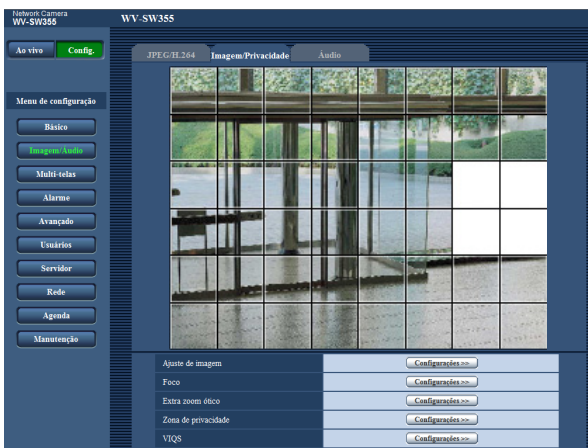 Network Camera
WV-SW355
WV-SW355
Ao vivo
Config.
JPEG/H.264
Imagem/Privacidade
Áudio
Menu de configuração
Básico
Imagem/Áudio
Multi-telas
Alarme
Avançado
Usuários
Servidor
Rede
Agenda
Manutenção
Ajuste de imagem
Configurações >>
Foco
Configurações >>
Extra zoom ótico
Configurações >>
Zona de privacidade
Configurações >>
VIQS
Configurações >>